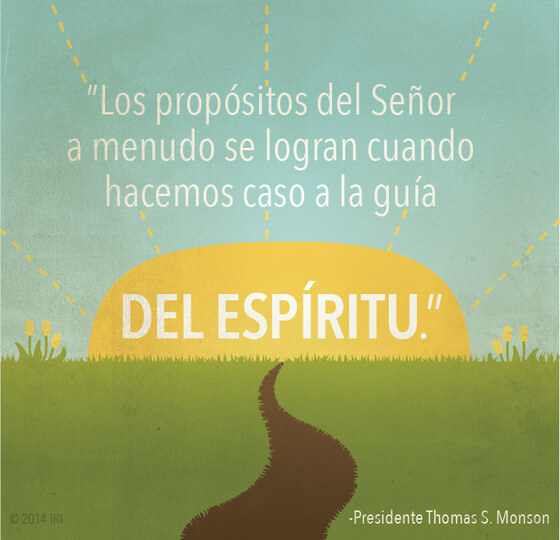 “Los propósitos del Señor
a menudo se logran cuando
hacemos caso a la guía
DEL ESPÍRITU.”
© 2014 IRI
-Presidente Thomas S. Monson